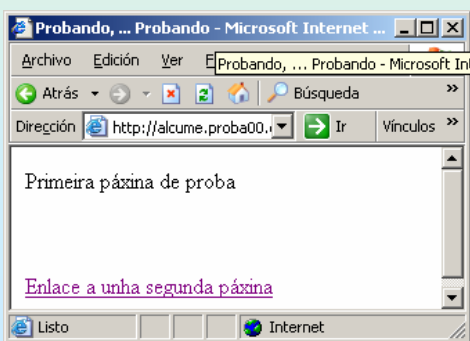 Probando, ... Probando - Microsoft Internet ...
Archivo Edición Ver
Probando, ... Probando - Microsoft Int
Atrás Búsqueda »
Dirección http://alcume.proba00. Ir Vínculos »
Primeira páxina de proba
Enlace a unha segunda páxina
Listo Internet